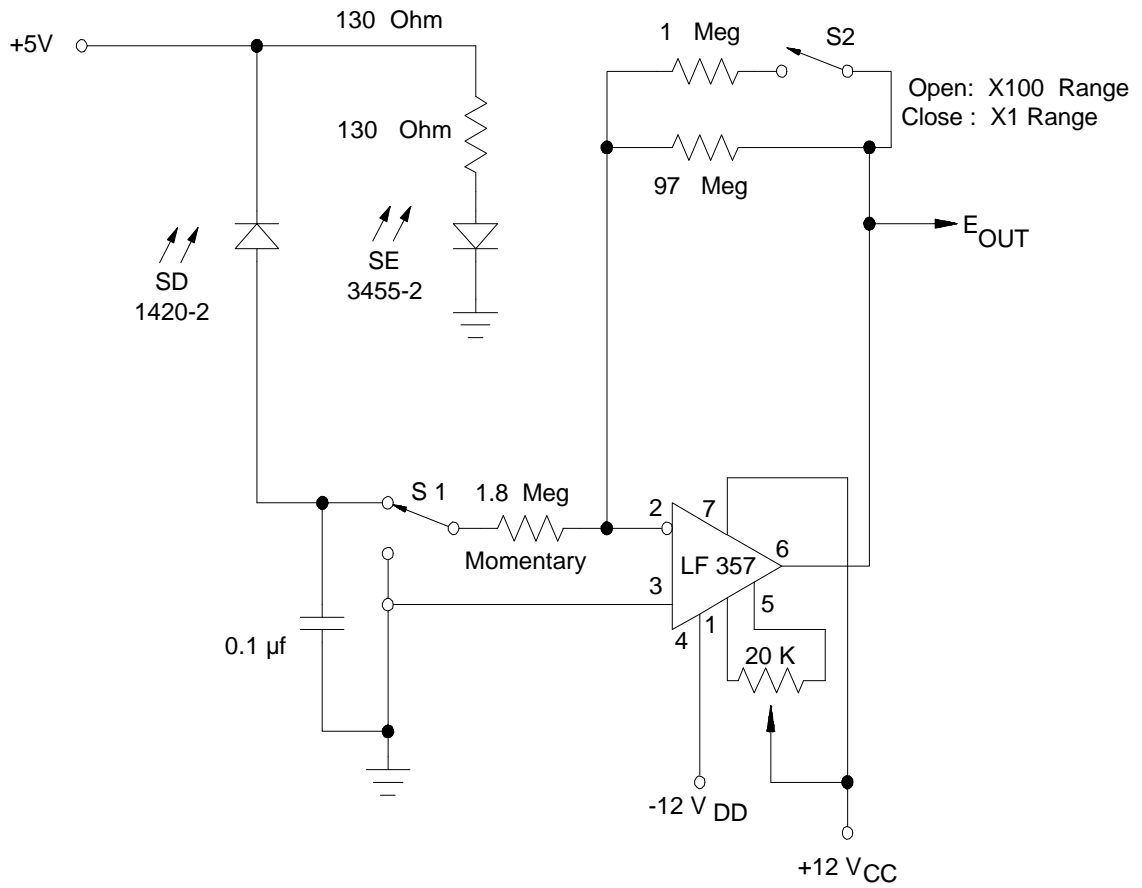 130 Ohm
+5V
1 Meg
S2
Open: X100 Range
Close : X1 Range
130 Ohm
97 Meg
E OUT
SD
1420-2
SE
3455-2
S 1
1.8 Meg
Momentary
2
7
LF 357
6
3
5
4
1
0.1 µf
20 K
-12 V DD
+12 V CC